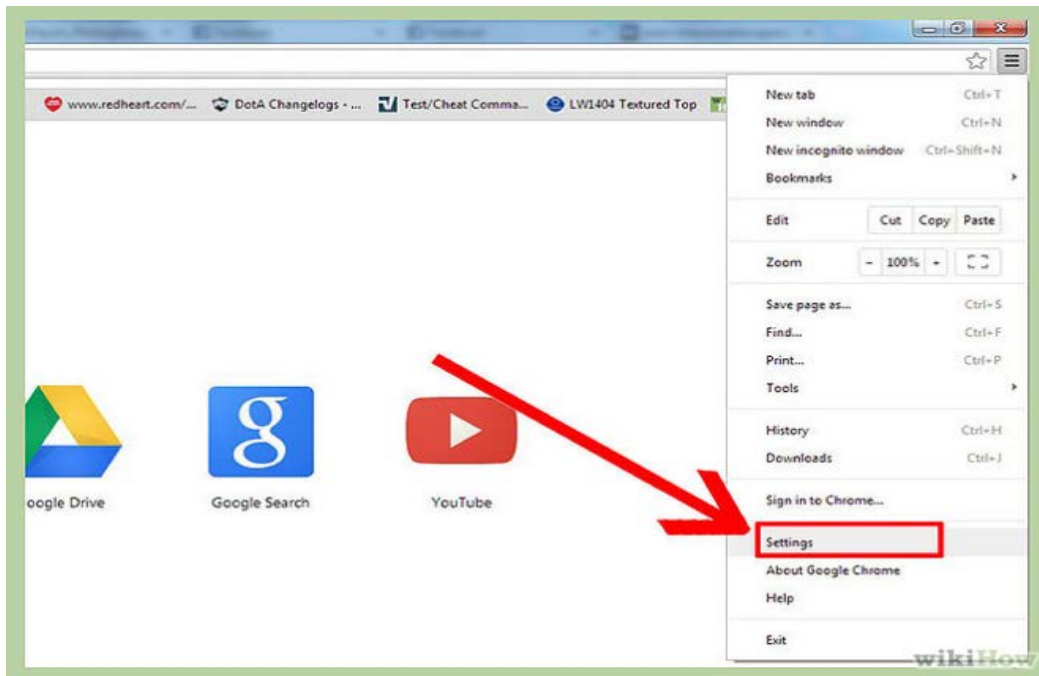 www.redheart.com/...
DotA Changelogs - ...
Test/Cheat Comma...
LW1404 Textured Top
New tab Ctrl+T
New window Ctrl+N
New incognito window Ctrl+Shift+N
Bookmarks
Edit Cut Copy Paste
Zoom - 100% +
Save page as... Ctrl+S
Find... Ctrl+F
Print... Ctrl+P
Tools
History Ctrl+H
Downloads Ctrl+J
Sign in to Chrome...
Settings
About Google Chrome
Help
Exit
oogle Drive
g
Google Search
YouTube
wikiHow